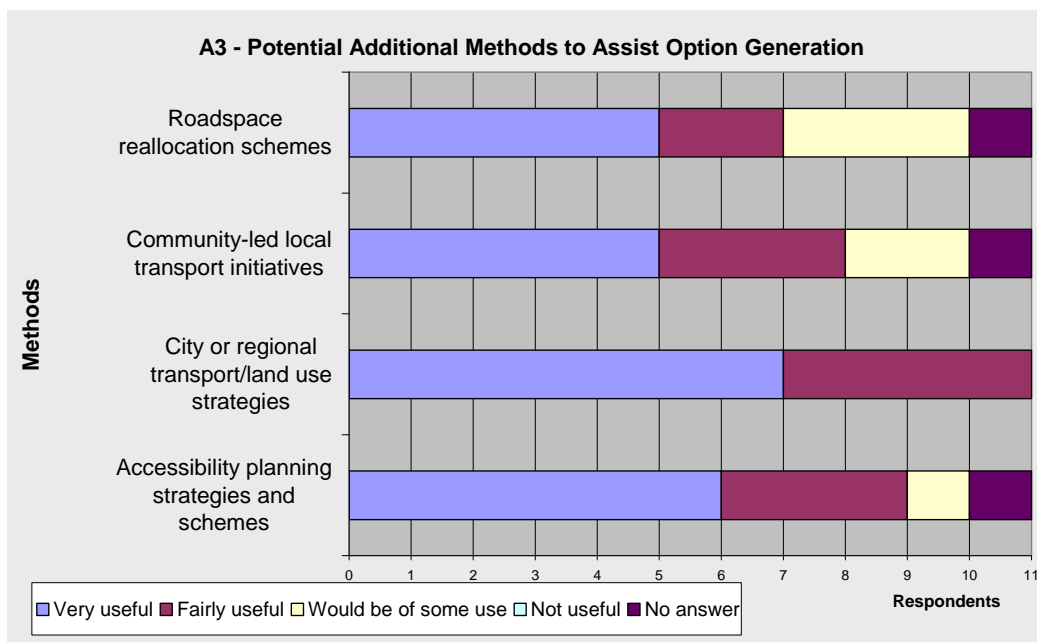 A3 - Potential Additional Methods to Assist Option Generation
Methods
Roadspace
reallocation schemes
Community-led local
transport initiatives
City or regional
transport/land use
strategies
Accessibility planning
strategies and
schemes
0 1 2 3 4 5 6 7 8 9 10 11
Very useful Fairly useful Would be of some use Not useful No answer
Respondents